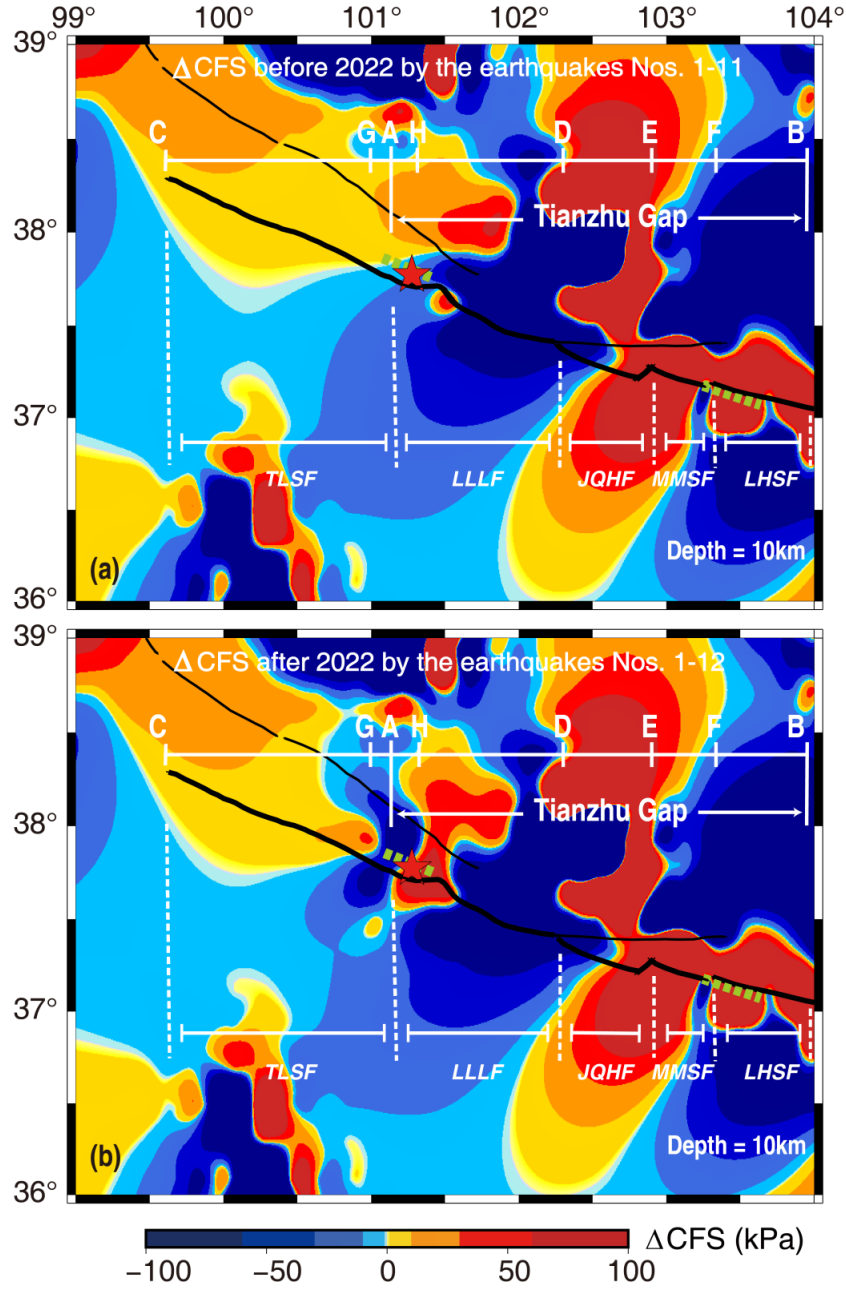 99° 100° 101° 102° 103° 104°
39°
ΔCFS before 2022 by the earthquakes Nos. 1-11
C G A H D E F B
Tianzhu Gap
38°
37°
TLSF LLLF JQHF MMSF LHSF
(a)
Depth = 10km
36°
39°
ΔCFS after 2022 by the earthquakes Nos. 1-12
C G A H D E F B
Tianzhu Gap
38°
37°
TLSF LLLF JQHF MMSF LHSF
(b)
Depth = 10km
36°
ΔCFS (kPa)
−100 −50 0 50 100